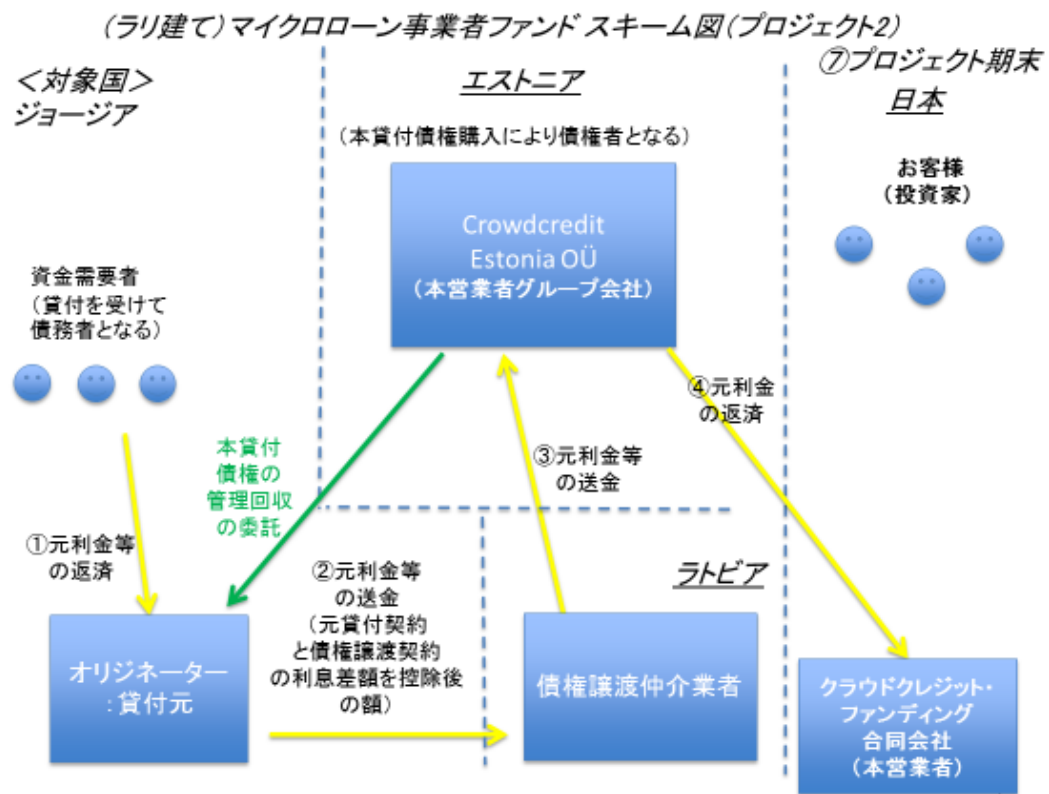 (ラリ建て)マイクロローン事業者ファンド スキーム図(プロジェクト2)
<対象国>
ジョージア
エストニア
⑦プロジェクト期末
日本
(本貸付債権購入により債権者となる)
お客様
(投資家)
Crowdcredit
Estonia OÜ
(本営業者グループ会社)
資金需要者
(貸付を受けて
債務者となる)
④元利金
の返済
本貸付
債権の
管理回収
の委託
③元利金等
の送金
①元利金等
の返済
②元利金等
の送金
(元貸付契約
と債権譲渡契約
の利息差額を控除後
の額)
ラトビア
オリジネーター
:貸付元
債権譲渡仲介業者
クラウドクレジット・
ファンディング
合同会社
(本営業者)